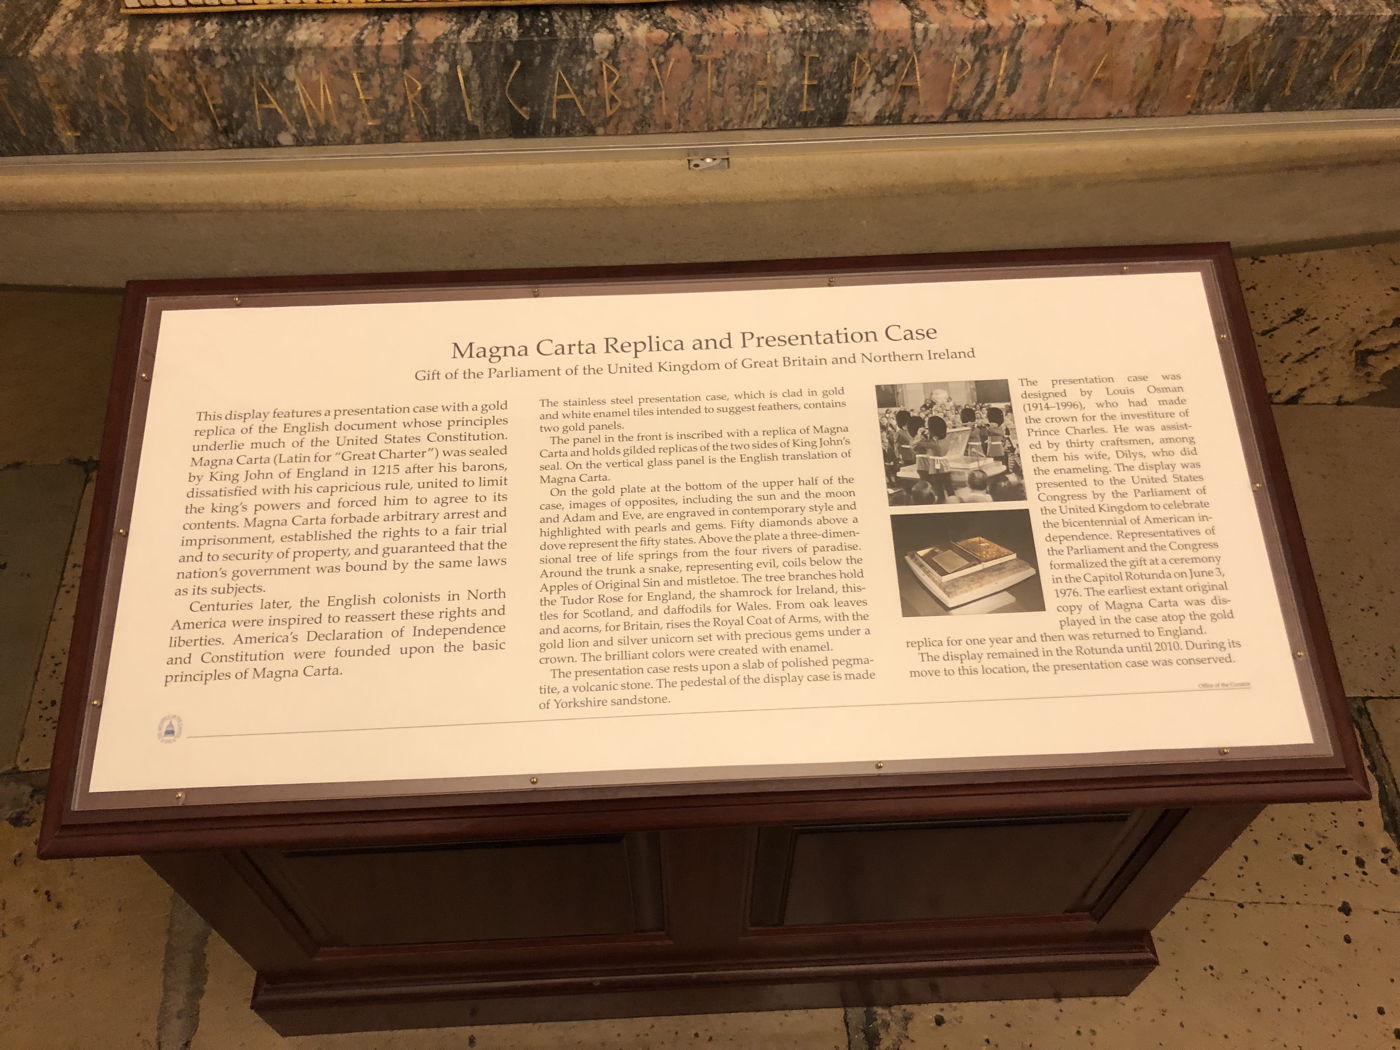 ES OF AMERICA BY THE PARLIAMENT O
Magna Carta Replica and Presentation Case
Gift of the Parliament of the United Kingdom of Great Britain and Northern Ireland
This display features a presentation case with a gold
replica of the English document whose principles
underlie much of the United States Constitution.
Magna Carta (Latin for “Great Charter”) was sealed
by King John of England in 1215 after his barons,
dissatisfied with his capricious rule, united to limit
the king's powers and forced him to agree to its
contents. Magna Carta forbade arbitrary arrest and
imprisonment, established the rights to a fair trial
and to security of property, and guaranteed that the
nation's government was bound by the same laws
as its subjects.
Centuries later, the English colonists in North
America were inspired to reassert these rights and
liberties. America's Declaration of Independence
and Constitution were founded upon the basic
principles of Magna Carta.
The stainless steel presentation case, which is clad in gold
and white enamel tiles intended to suggest feathers, contains
two gold panels.
The panel in the front is inscribed with a replica of Magna
Carta and holds gilded replicas of the two sides of King John's
seal. On the vertical glass panel is the English translation of
Magna Carta.
On the gold plate at the bottom of the upper half of the
case, images of opposites, including the sun and the moon
and Adam and Eve, are engraved in contemporary style and
highlighted with pearls and gems. Fifty diamonds above a
dove represent the fifty states. Above the plate a three-dimen-
sional tree of life springs from the four rivers of paradise.
Around the trunk a snake, representing evil, coils below the
Apples of Original Sin and mistletoe. The tree branches hold
the Tudor Rose for England, the shamrock for Ireland, this-
tles for Scotland, and daffodils for Wales. From oak leaves
and acorns, for Britain, rises the Royal Coat of Arms, with the
gold lion and silver unicorn set with precious gems under a
crown. The brilliant colors were created with enamel.
The presentation case rests upon a slab of polished pegma-
tite, a volcanic stone. The pedestal of the display case is made
of Yorkshire sandstone.
The presentation case was
designed by Louis Osman
(1914–1996), who had made
the crown for the investiture of
Prince Charles. He was assist-
ed by thirty craftsmen, among
them his wife, Dilys, who did
the enameling. The display was
presented to the United States
Congress by the Parliament of
the United Kingdom to celebrate
the bicentennial of American in-
dependence. Representatives of
the Parliament and the Congress
formalized the gift at a ceremony
in the Capitol Rotunda on June 3,
1976. The earliest extant original
copy of Magna Carta was dis-
played in the case atop the gold
replica for one year and then was returned to England.
The display remained in the Rotunda until 2010. During its
move to this location, the presentation case was conserved.
Office of the Curator